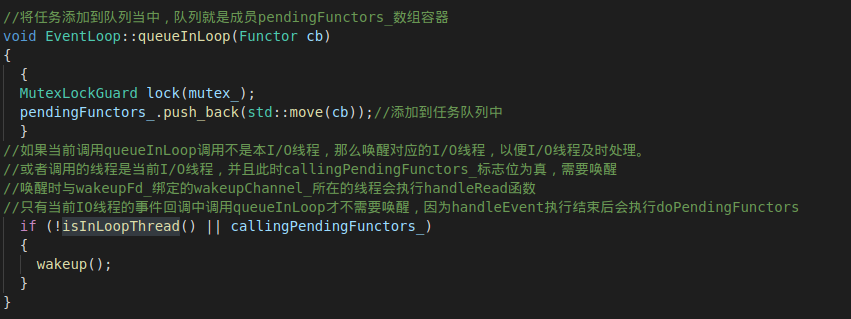 //将任务添加到队列当中，队列就是成员pendingFunctors_数组容器
void EventLoop::queueInLoop(Functor cb)
{
  {
  MutexLockGuard lock(mutex_);
  pendingFunctors_.push_back(std::move(cb));//添加到任务队列中
  }
//如果当前调用queueInLoop调用不是本I/O线程，那么唤醒对应的I/O线程，以便I/O线程及时处理。
//或者调用的线程是当前I/O线程，并且此时callingPendingFunctors_标志位为真，需要唤醒
//唤醒时与wakeupFd_绑定的wakeupChannel_所在的线程会执行handleRead函数
//只有当前IO线程的事件回调中调用queueInLoop才不需要唤醒，因为handleEvent执行结束后会执行doPendingFunctors
  if (!isInLoopThread() || callingPendingFunctors_)
  {
    wakeup();
  }
}